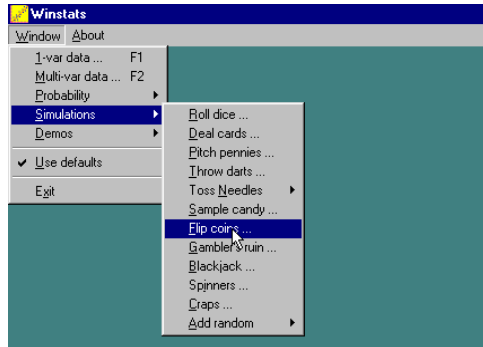 Winstats
Window About
1-var data ... F1
Multi-var data ... F2
Probability
Simulations
Demos
Use defaults
Exit
Roll dice ...
Deal cards ...
Pitch pennies ...
Throw darts ...
Toss Needles
Sample candy ...
Flip coins ...
Gambler's ruin ...
Blackjack ...
Spinners ...
Craps ...
Add random